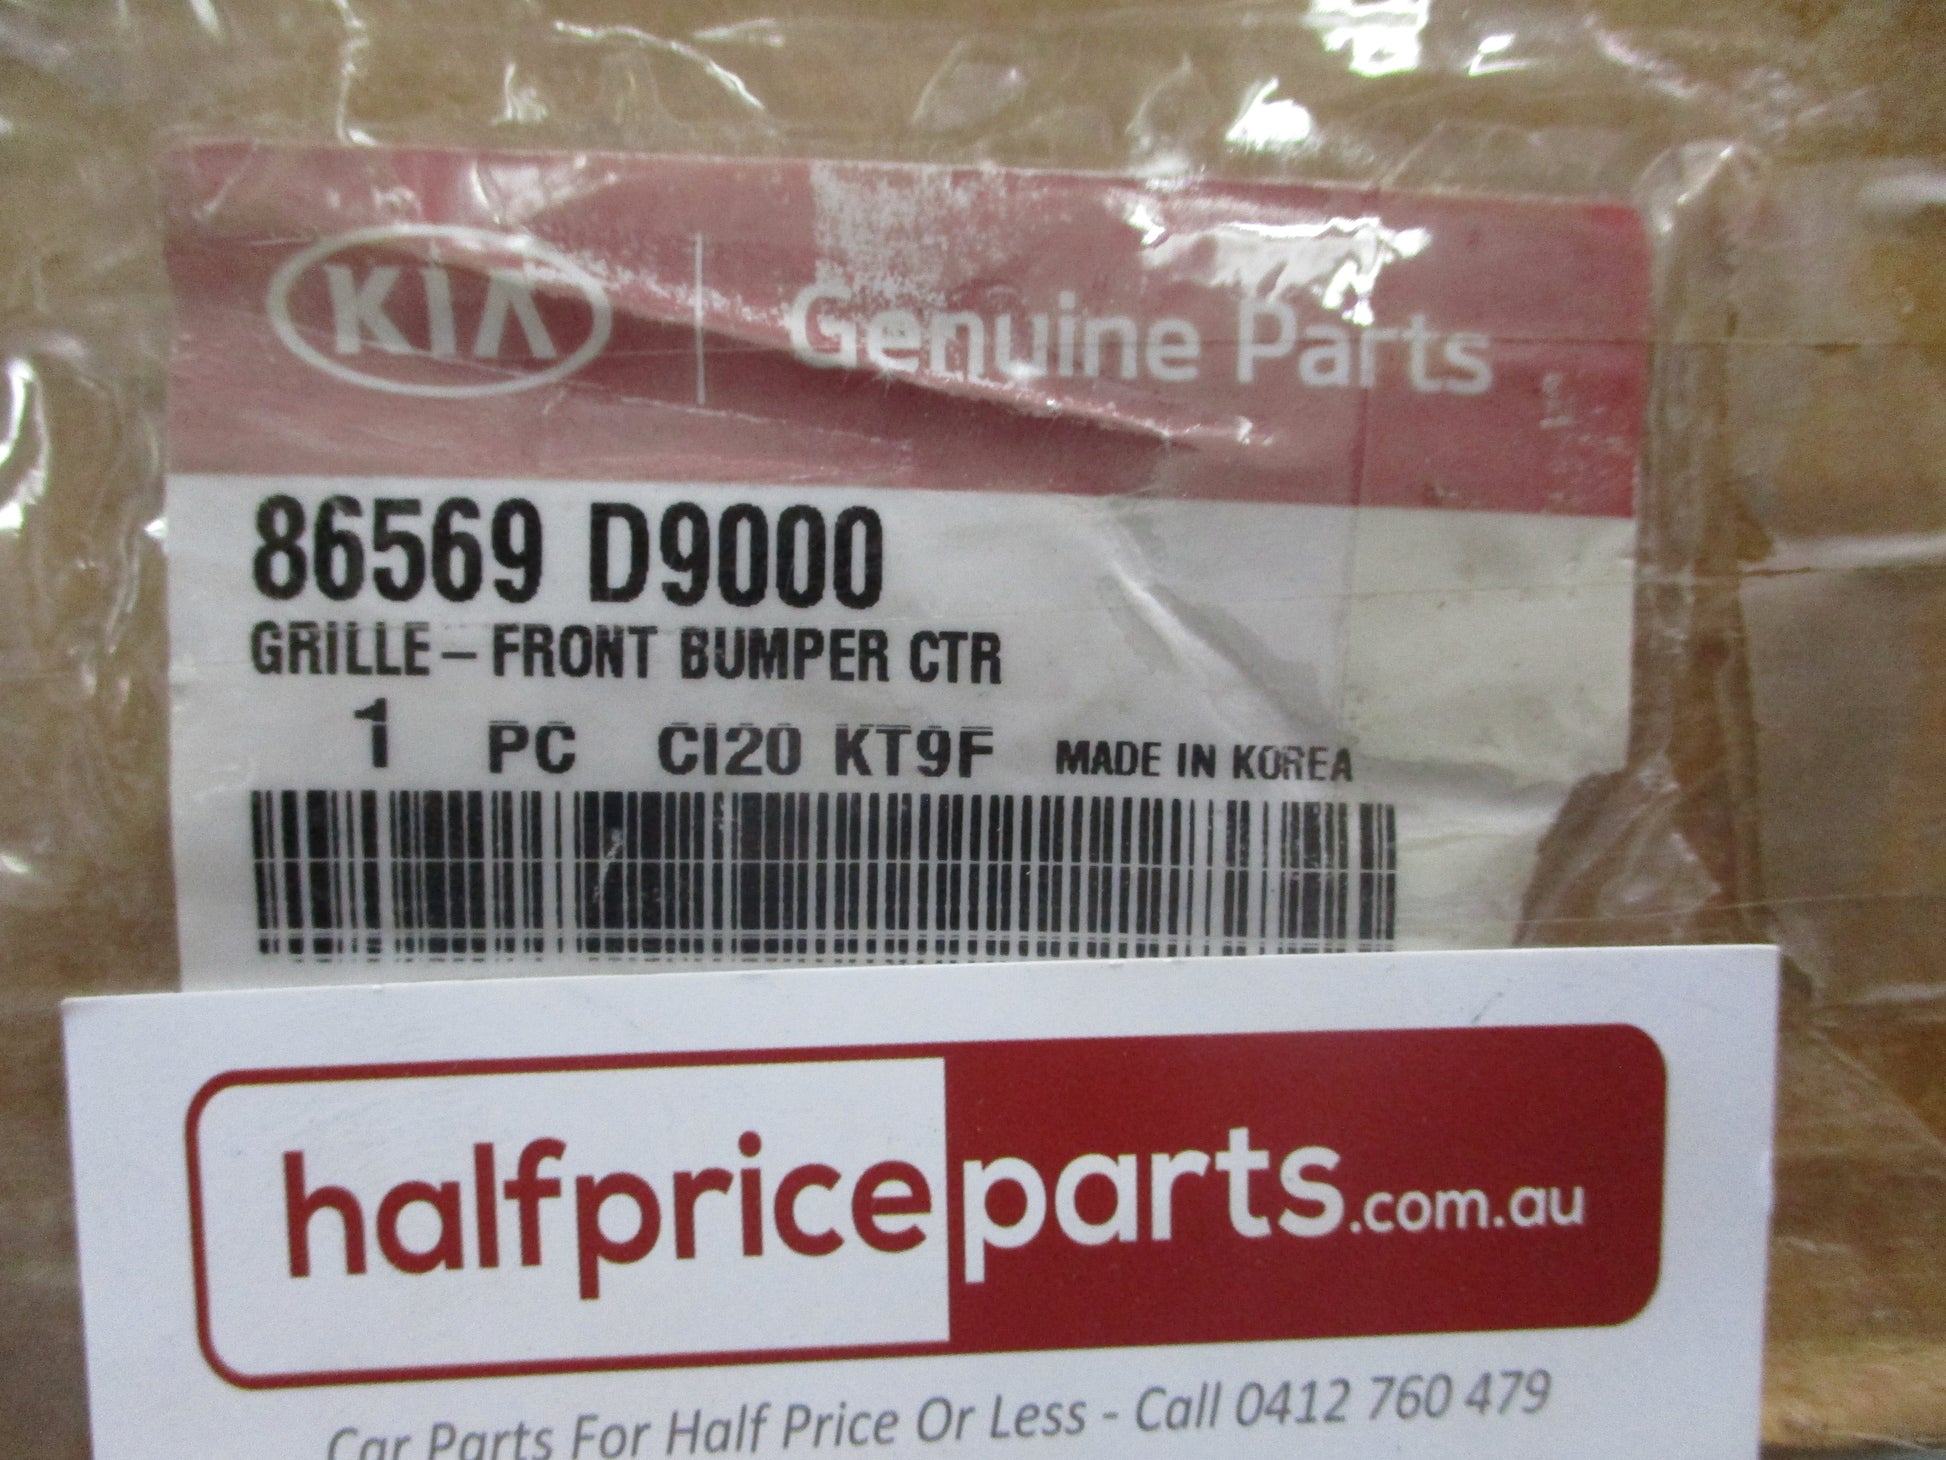 KIA Genuine Parts
86569 D9000
GRILLE-FRONT BUMPER CTR
1 PC CI20 KT9F MADE IN KOREA
halfpriceparts.com.au
Car Parts For Half Price Or Less - Call 0412 760 479